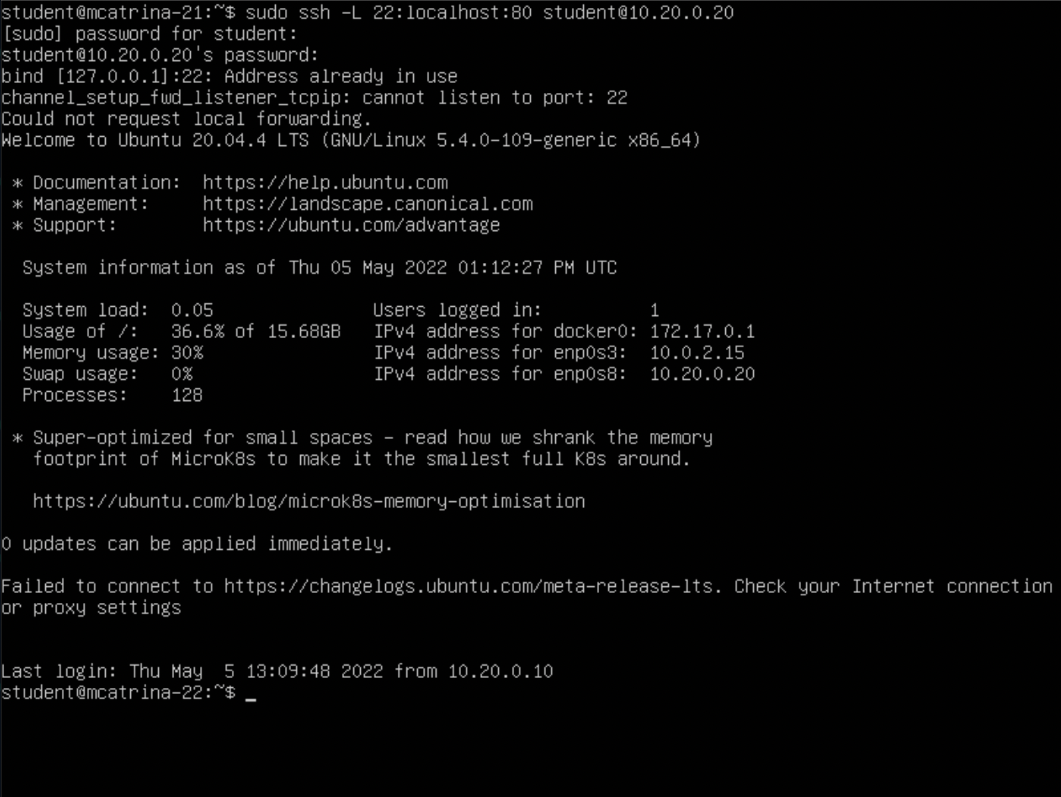 student@mcatrina-21:~$ sudo ssh -L 22:localhost:80 student@10.20.0.20
[sudo] password for student:
student@10.20.0.20's password:
bind [127.0.0.1]:22: Address already in use
channel_setup_fwd_listener_tcpip: cannot listen to port: 22
Could not request local forwarding.
Welcome to Ubuntu 20.04.4 LTS (GNU/Linux 5.4.0-109-generic x86_64)
* Documentation:  https://help.ubuntu.com
* Management:     https://landscape.canonical.com
* Support:        https://ubuntu.com/advantage
System information as of Thu 05 May 2022 01:12:27 PM UTC
System load:  0.05               Users logged in:          1
Usage of /:   36.6% of 15.68GB   IPv4 address for docker0: 172.17.0.1
Memory usage: 30%                IPv4 address for enp0s3:  10.0.2.15
Swap usage:   0%                 IPv4 address for enp0s8:  10.20.0.20
Processes:    128
* Super-optimized for small spaces - read how we shrank the memory
footprint of MicroK8s to make it the smallest full K8s around.
https://ubuntu.com/blog/microk8s-memory-optimisation
0 updates can be applied immediately.
Failed to connect to https://changelogs.ubuntu.com/meta-release-lts. Check your Internet connection
or proxy settings
Last login: Thu May  5 13:09:48 2022 from 10.20.0.10
student@mcatrina-22:~$ _